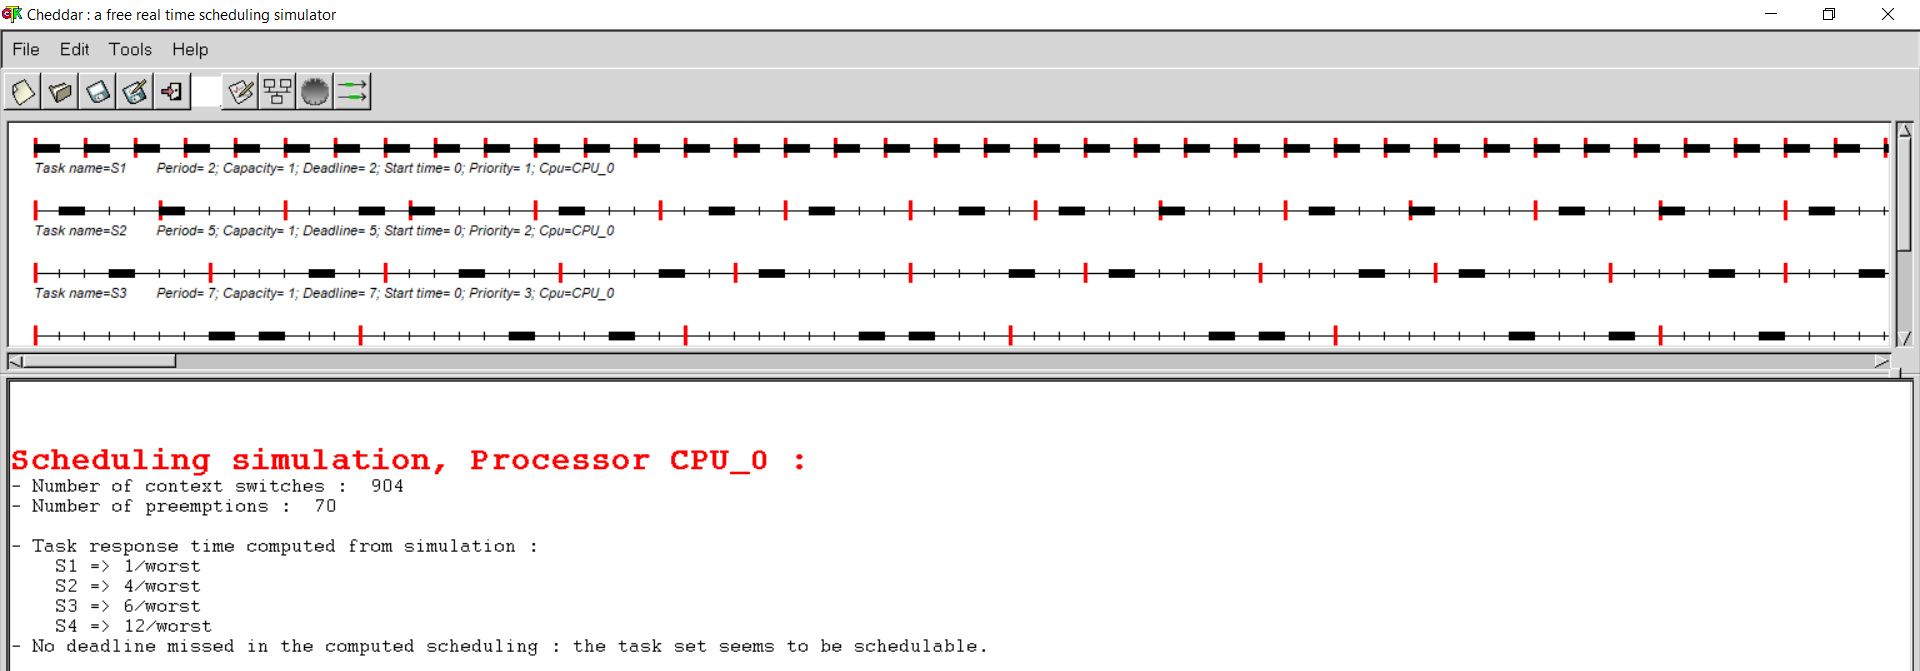 Cheddar : a free real time scheduling simulator
File Edit Tools Help
Task name=S1 Period= 2; Capacity= 1; Deadline= 2; Start time= 0; Priority= 1; Cpu=CPU_0
Task name=S2 Period= 5; Capacity= 1; Deadline= 5; Start time= 0; Priority= 2; Cpu=CPU_0
Task name=S3 Period= 7; Capacity= 1; Deadline= 7; Start time= 0; Priority= 3; Cpu=CPU_0
Scheduling simulation, Processor CPU_0 :
- Number of context switches : 904
- Number of preemptions : 70
- Task response time computed from simulation :
S1 => 1/worst
S2 => 4/worst
S3 => 6/worst
S4 => 12/worst
- No deadline missed in the computed scheduling : the task set seems to be schedulable.